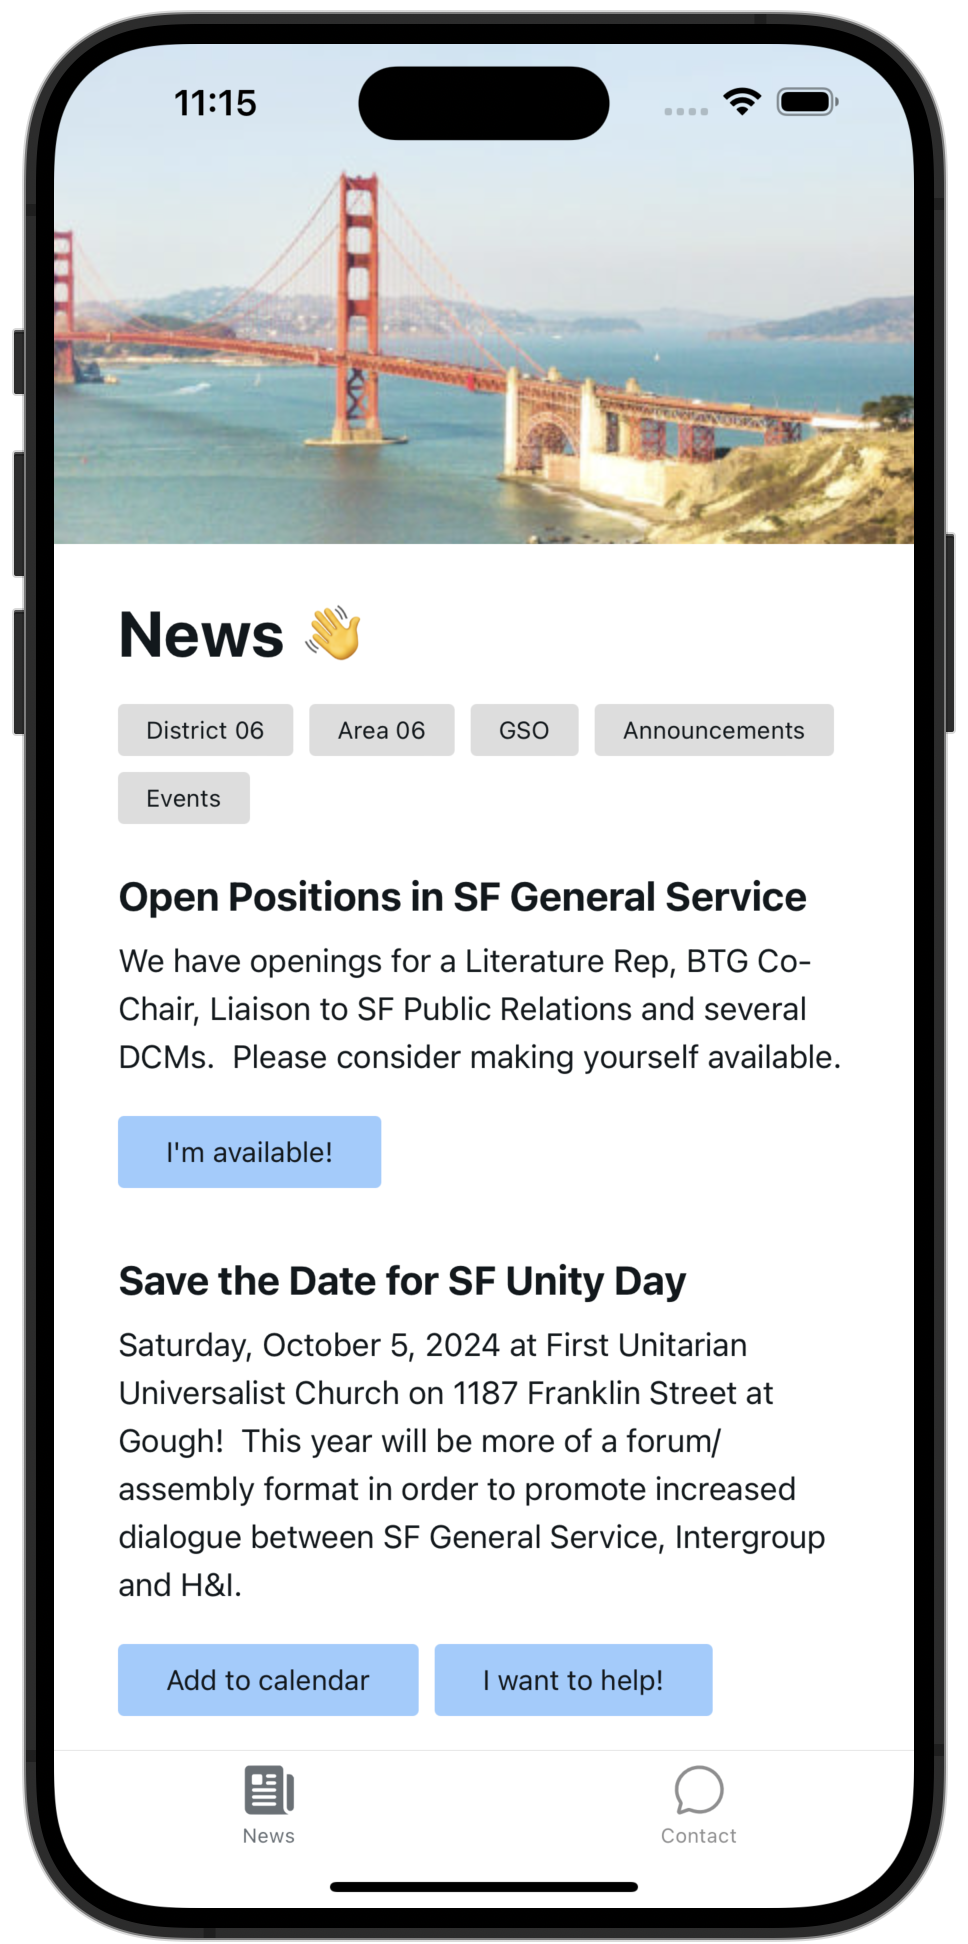 11:15
News 👋
District 06 Area 06 GSO Announcements
Events
Open Positions in SF General Service
We have openings for a Literature Rep, BTG Co-
Chair, Liaison to SF Public Relations and several
DCMs.  Please consider making yourself available.
I'm available!
Save the Date for SF Unity Day
Saturday, October 5, 2024 at First Unitarian
Universalist Church on 1187 Franklin Street at
Gough!  This year will be more of a forum/
assembly format in order to promote increased
dialogue between SF General Service, Intergroup
and H&I.
Add to calendar I want to help!
News Contact